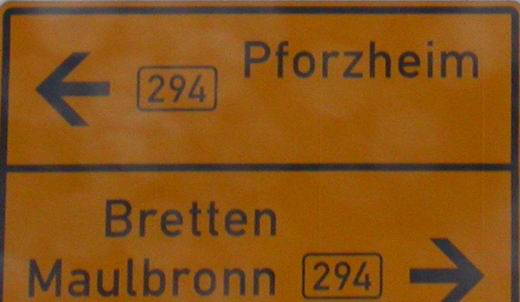 Pforzheim
294
Bretten
Maulbronn 294